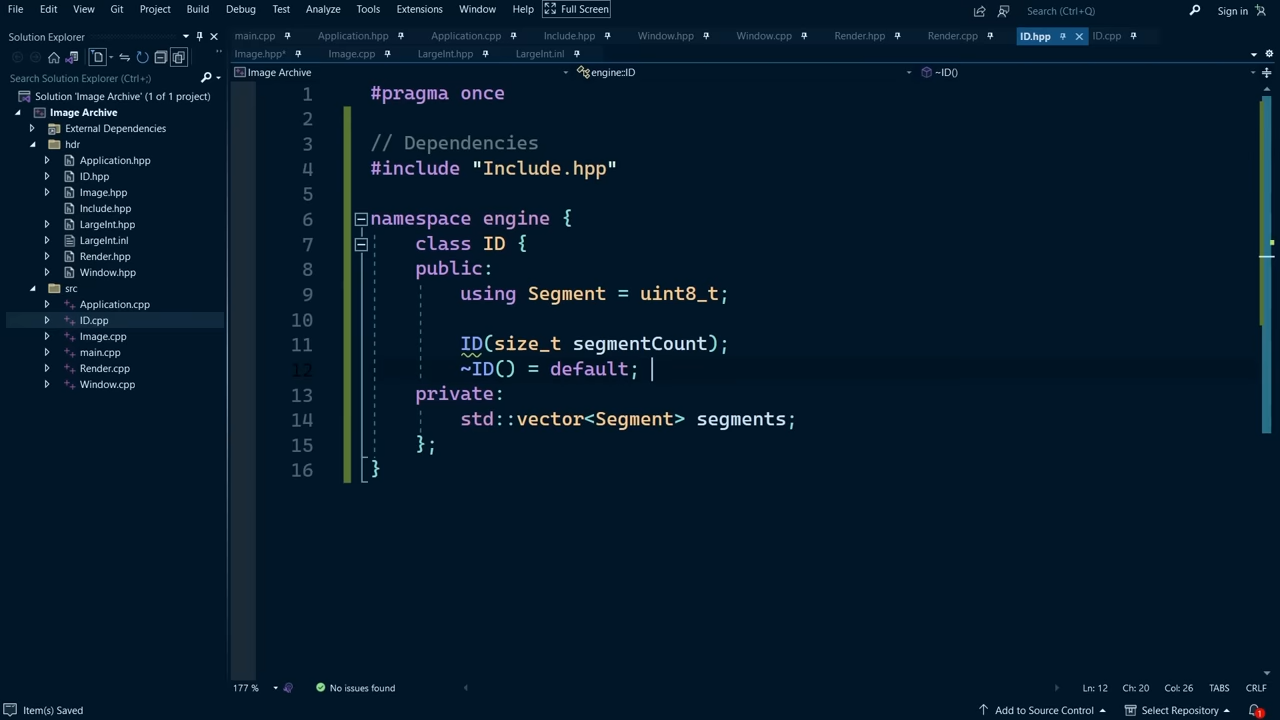 File Edit View Git Project Build Debug Test Analyze Tools Extensions Window Help Full Screen Search (Ctrl+Q) Sign in
Solution Explorer
Search Solution Explorer (Ctrl+;)
Solution 'Image Archive' (1 of 1 project)
Image Archive
External Dependencies
hdr
Application.hpp
ID.hpp
Image.hpp
Include.hpp
LargeInt.hpp
LargeInt.inl
Render.hpp
Window.hpp
src
Application.cpp
ID.cpp
Image.cpp
main.cpp
Render.cpp
Window.cpp
main.cpp Application.hpp Application.cpp Include.hpp Window.hpp Window.cpp Render.hpp Render.cpp ID.hpp ID.cpp
Image.hpp* Image.cpp LargeInt.hpp LargeInt.inl
Image Archive engine::ID ~ID()
1 #pragma once
2
3 // Dependencies
4 #include "Include.hpp"
5
6 namespace engine {
7 class ID {
8 public:
9 using Segment = uint8_t;
10
11 ID(size_t segmentCount);
12 ~ID() = default;
13 private:
14 std::vector<Segment> segments;
15 };
16 }
177 % No issues found Ln: 12 Ch: 20 Col: 26 TABS CRLF
Item(s) Saved Add to Source Control Select Repository 1